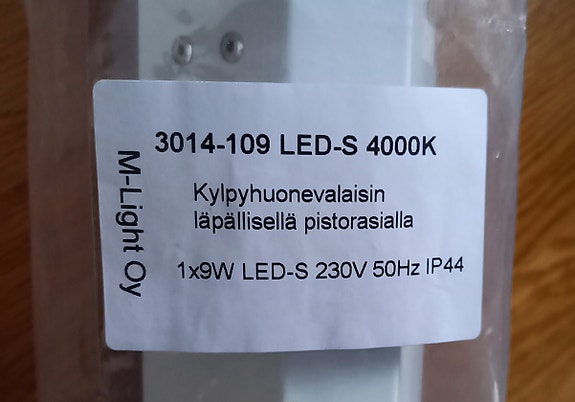 3014-109 LED-S 4000K
Kylpyhuonevalaisin
läpällisellä pistorasialla
1x9W LED-S 230V 50Hz IP44
M-Light Oy